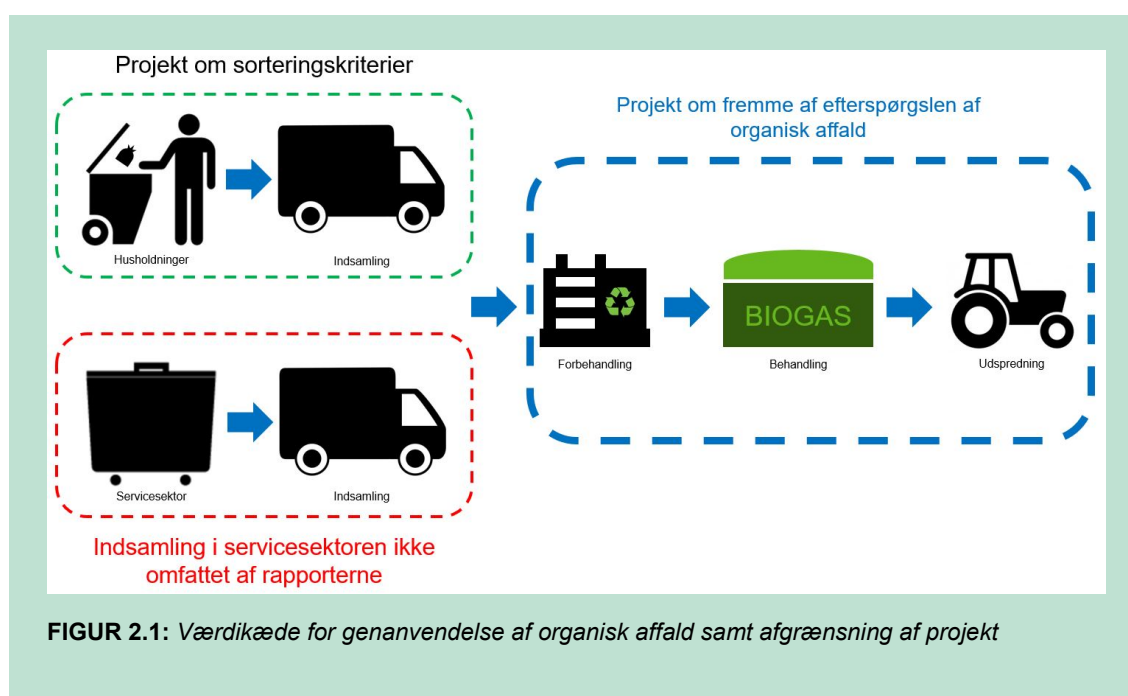 Projekt om sorteringskriterier
Husholdninger
Indsamling
Projekt om fremme af efterspørgslen af
organisk affald
Forbehandling
BIOGAS
Behandling
Udspredning
Servicesektor
Indsamling
Indsamling i servicesektoren ikke
omfattet af rapporterne
FIGUR 2.1: Værdikæde for genanvendelse af organisk affald samt afgrænsning af projekt